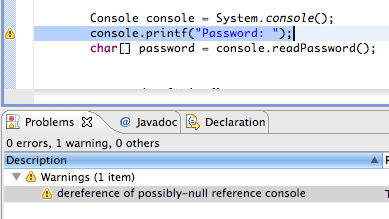 Console console = System.console();
console.printf("Password: ");
char[] password = console.readPassword();
Problems @ Javadoc Declaration
0 errors, 1 warning, 0 others
Description
Warnings (1 item)
dereference of possibly-null reference console